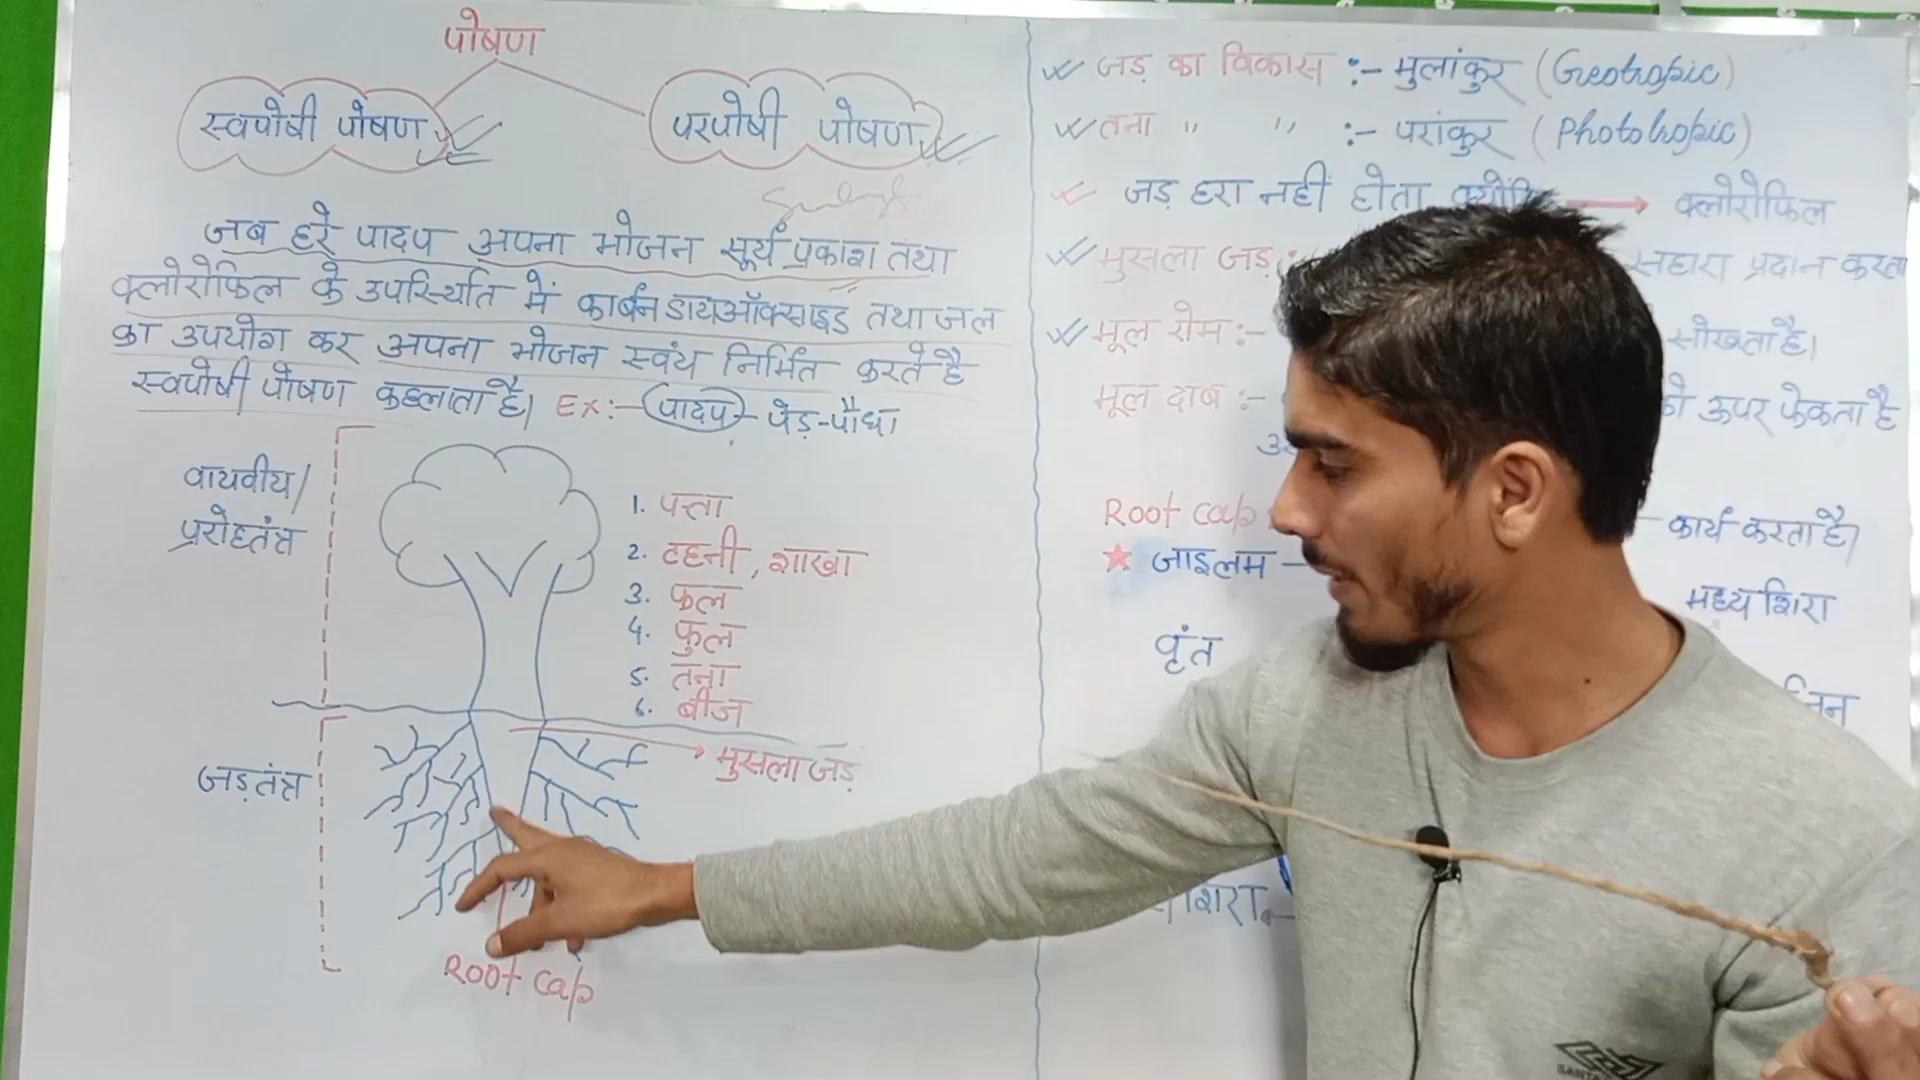 पोषण
स्वपोषी पोषण
परपोषी पोषण
जब हरे पादप अपना भोजन सूर्य प्रकाश तथा
क्लोरोफिल के उपस्थिति में कार्बनडायऑक्साइड तथा जल
का उपयोग कर अपना भोजन स्वंय निर्मित करते है
स्वपोषी पोषण कहलाता है। Ex:- पादप - पेड़-पौधा
वायवीय/
प्ररोहतंत्र
1. पत्ता
2. टहनी, शाखा
3. फल
4. फुल
5. तना
6. बीज
मुसला जड़
जड़तंत्र
Root Cap
जड़ का विकास :- मुलांकुर (Geotropic)
तना " " :- परांकुर (Phototropic)
जड़ हरा नहीं होता → क्लोरोफिल
मुसला जड़ : सहारा प्रदान करता
मूल रोम :- सोखता है।
मूल दाब :- ऊपर फेकता है
Root Cap कार्य करता है।
★ जाइलम -
मध्य शिरा
वृंत
शिरा